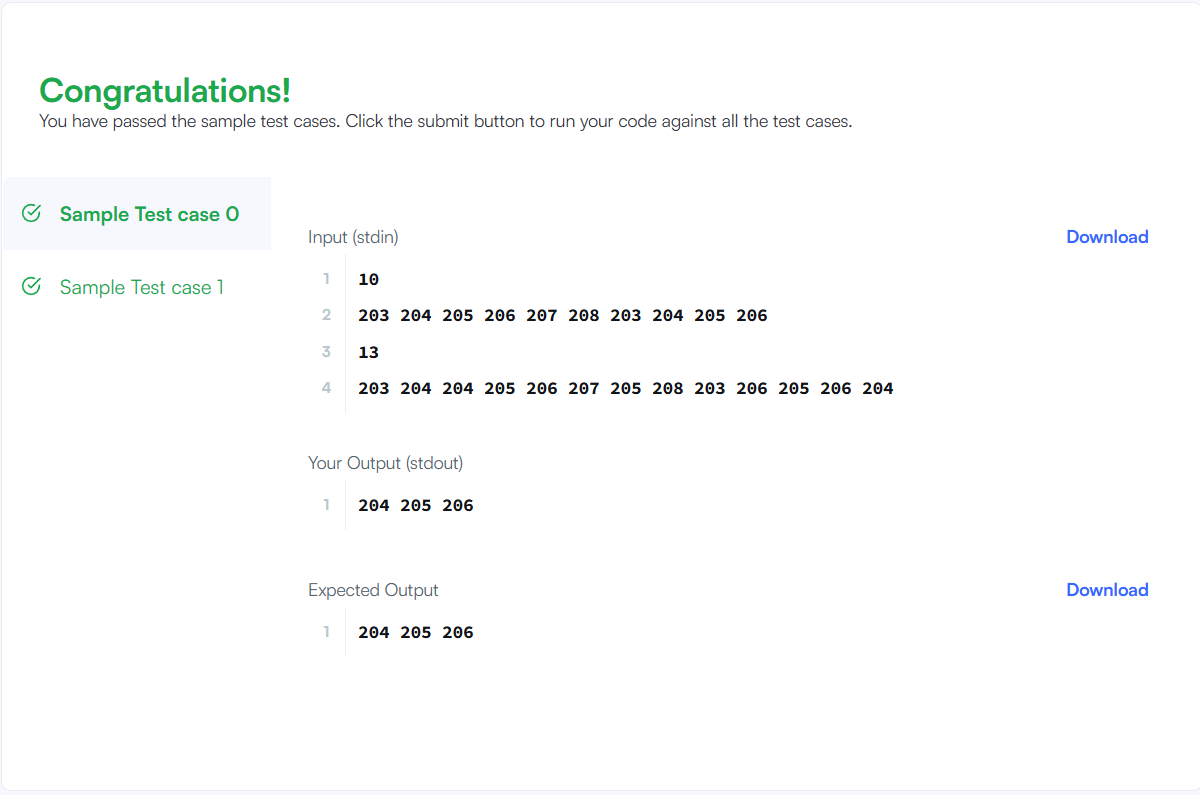 Congratulations!
You have passed the sample test cases. Click the submit button to run your code against all the test cases.
Sample Test case 0
Sample Test case 1
Input (stdin)
Download
1 10
2 203 204 205 206 207 208 203 204 205 206
3 13
4 203 204 204 205 206 207 205 208 203 206 205 206 204
Your Output (stdout)
1 204 205 206
Expected Output
Download
1 204 205 206